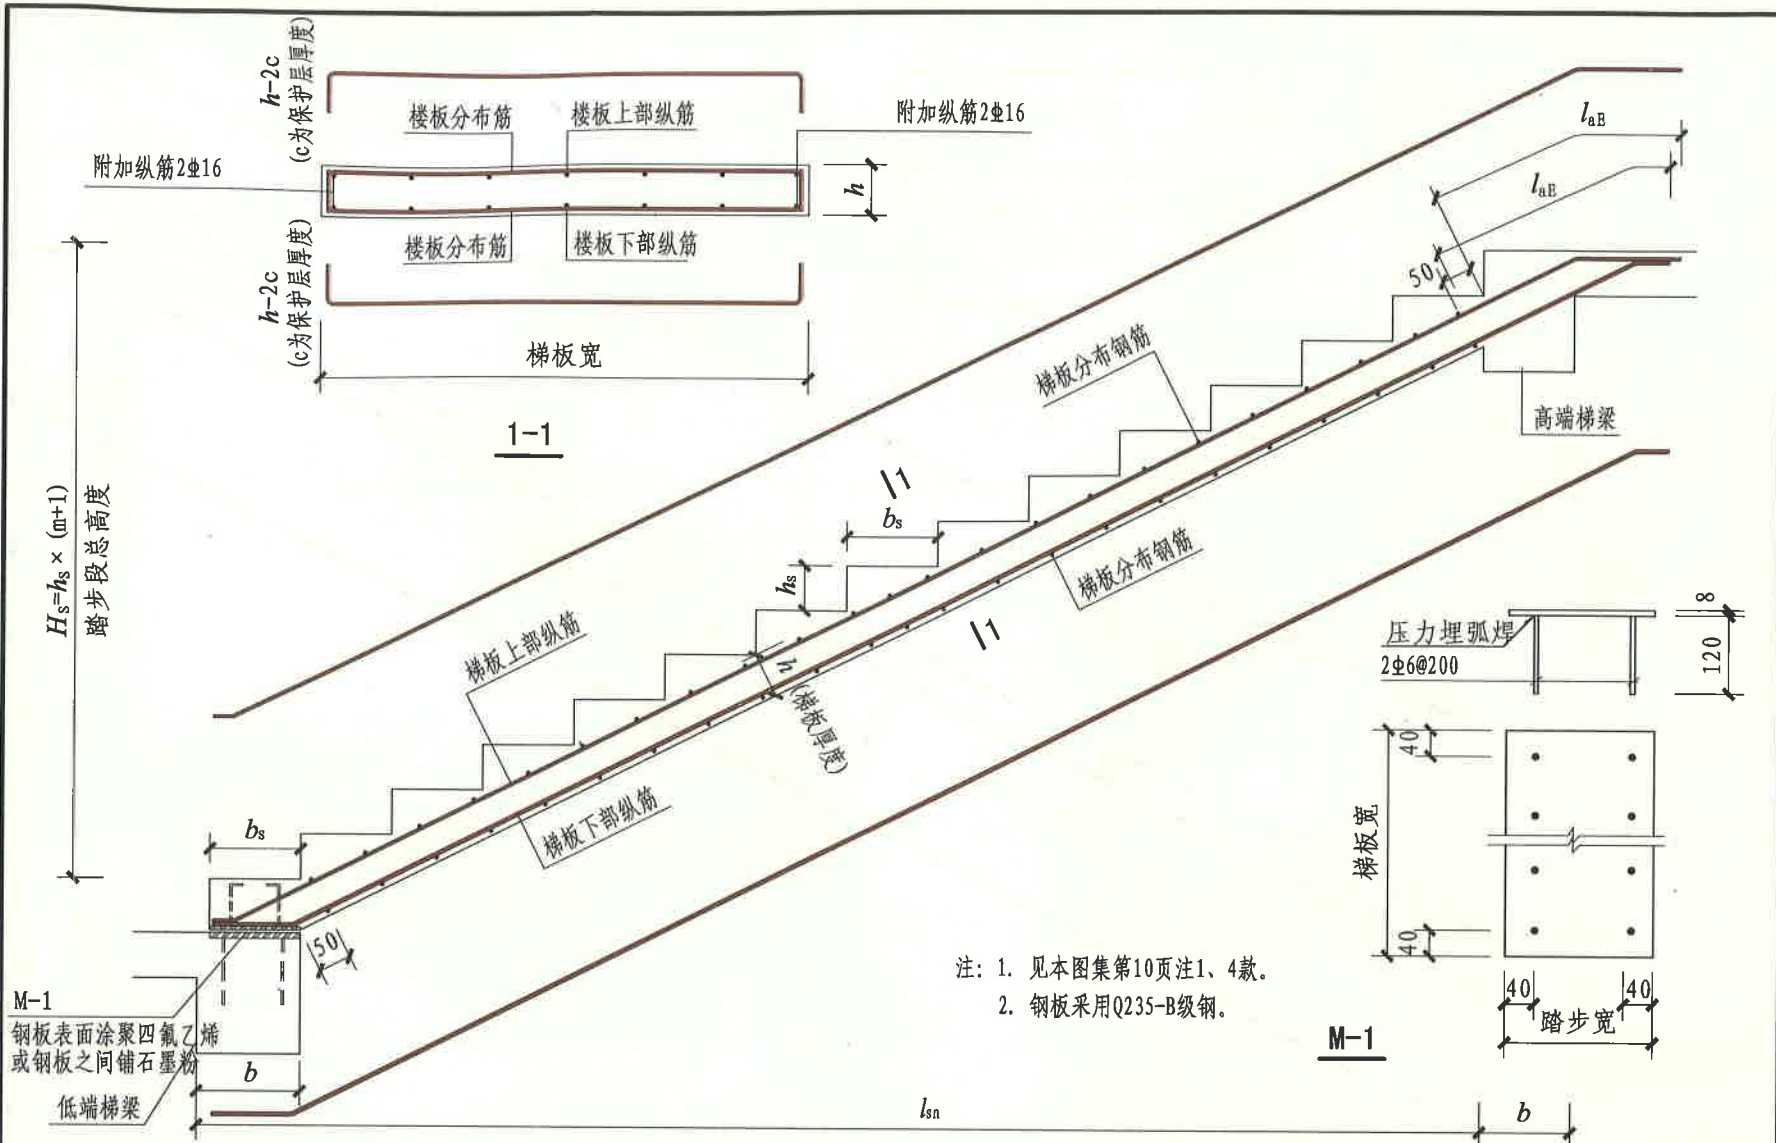 h-2c
(c为保护层厚度)
楼板分布筋
楼板上部纵筋
附加纵筋2⏀16
附加纵筋2⏀16
h
楼板分布筋
楼板下部纵筋
h-2c
(c为保护层厚度)
梯板宽
1-1
laE
laE
50
梯板分布钢筋
高端梯梁
Hs=hs×(m+1)
踏步段总高度
1
bs
hs
梯板分布钢筋
1
梯板上部纵筋
h
(梯板厚度)
梯板下部纵筋
bs
50
M-1
钢板表面涂聚四氟乙烯
或钢板之间铺石墨粉
低端梯梁
b
lsn
b
压力埋弧焊
2⏀6@200
8
120
40
梯板宽
40
40
40
踏步宽
M-1
注: 1. 见本图集第10页注1、4款。
2. 钢板采用Q235-B级钢。